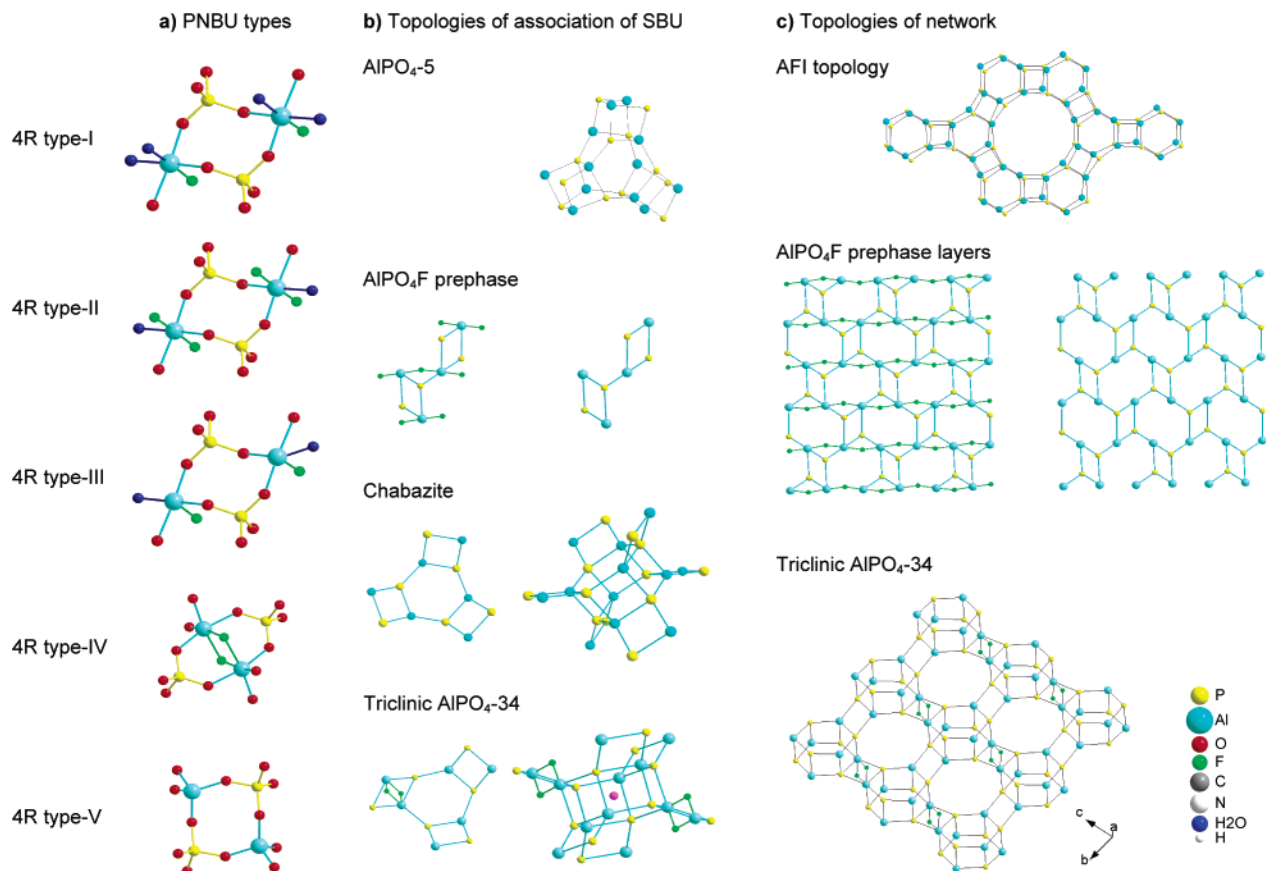 a) PNBU types
b) Topologies of association of SBU
c) Topologies of network
4R type-I
4R type-II
4R type-III
4R type-IV
4R type-V
AlPO₄-5
AlPO₄F prephase
Chabazite
Triclinic AlPO₄-34
AFI topology
AlPO₄F prephase layers
Triclinic AlPO₄-34
c
a
b
P
Al
O
F
C
N
H2O
H